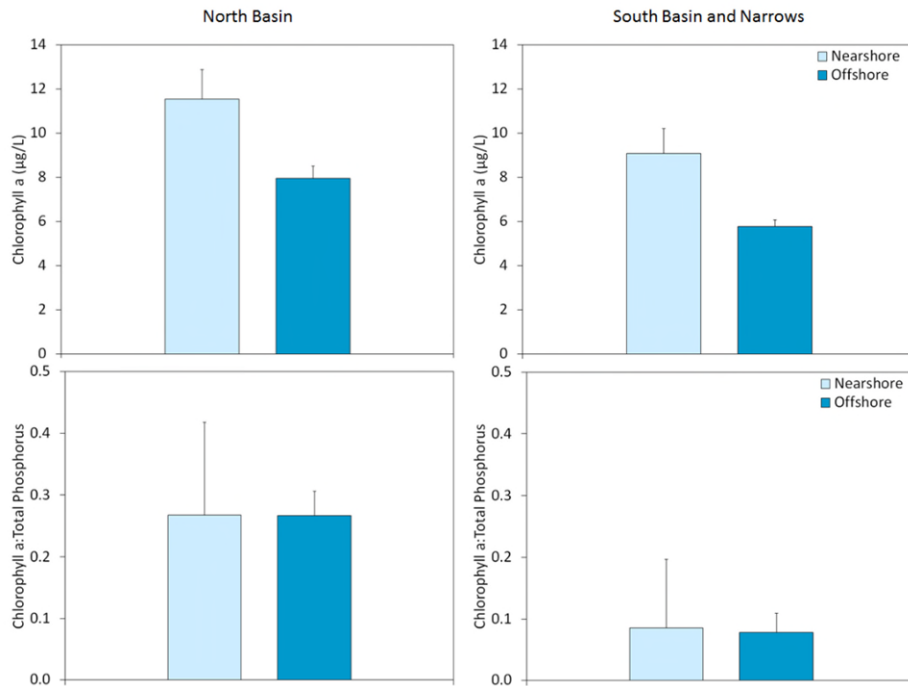 North Basin
South Basin and Narrows
Chlorophyll a (µg/L)
14
12
10
8
6
4
2
0
Chlorophyll a (µg/L)
14
12
10
8
6
4
2
0
Nearshore
Offshore
Chlorophyll a:Total Phosphorus
0.5
0.4
0.3
0.2
0.1
0.0
Chlorophyll a:Total Phosphorus
0.5
0.4
0.3
0.2
0.1
0.0
Nearshore
Offshore